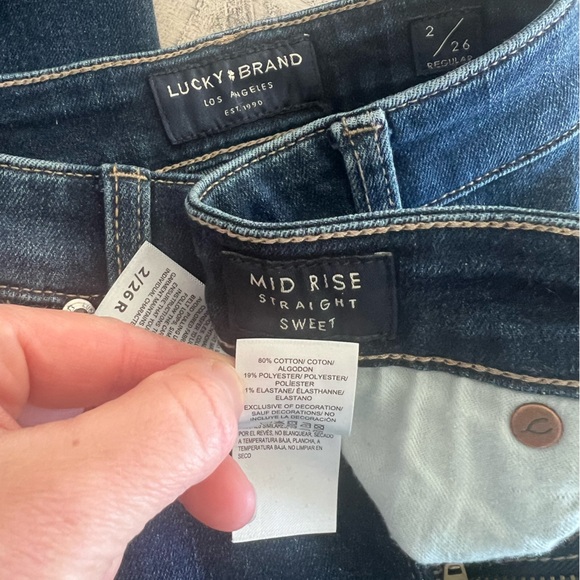 LUCKY BRAND
LOS ANGELES
EST. 1990
2/26
REGULAR
MID RISE
STRAIGHT
SWEET
2/26 R
80% COTTON/ COTON/
ALGODON
19% POLYESTER/ POLYESTER/
POLIÉSTER
1% ELASTANE/ ÉLASTHANNE/
ELASTANO
EXCLUSIVE OF DECORATION/
SAUF DECORATIONS/ NO
INCLUYE LA DECORACIÓN
POR EL REVÉS, NO BLANQUEAR, SECADO
A TEMPERATURA BAJA, PLANCHA, A
TEMPERATURA BAJA, NO LIMPIAR EN
SECO